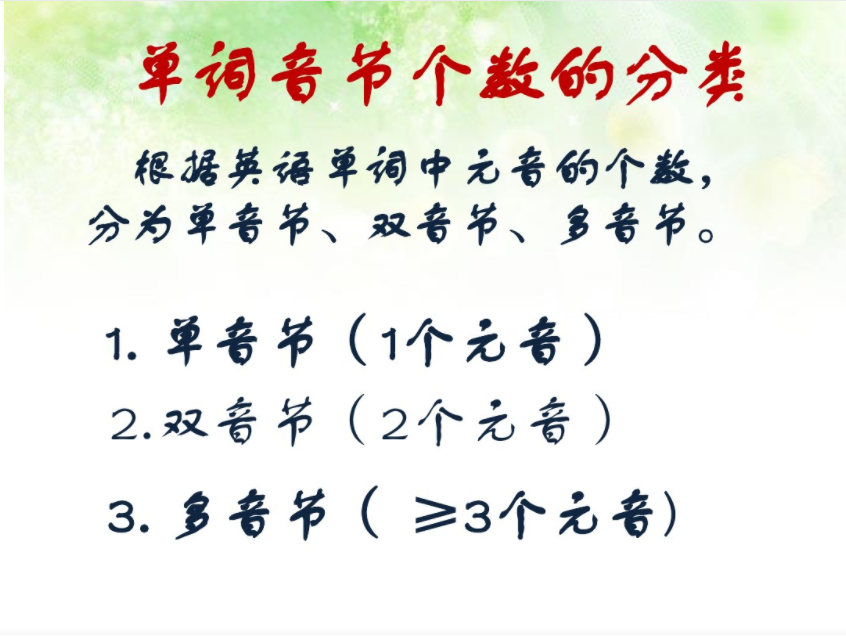 单词音节个数的分类
根据英语单词中元音的个数，
分为单音节、双音节、多音节。
1. 单音节（1个元音）
2.双音节（2个元音）
3. 多音节（ ≥3个元音)